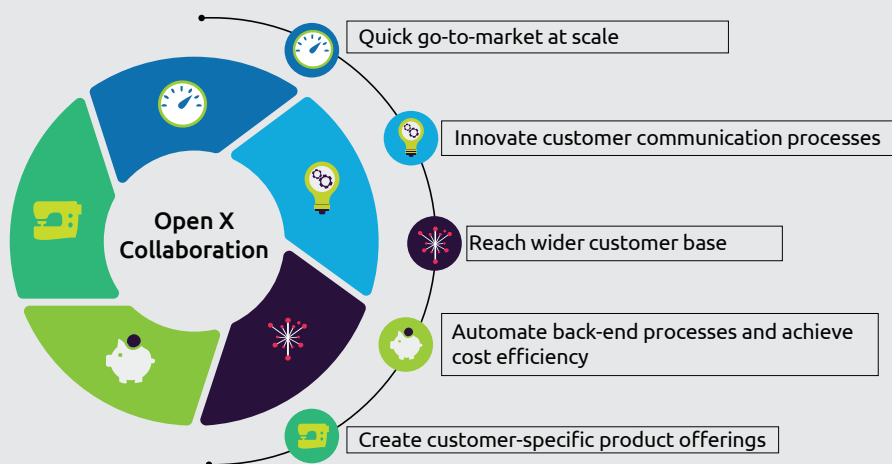 Quick go-to-market at scale
Innovate customer communication processes
Open X
Collaboration
Reach wider customer base
Automate back-end processes and achieve
cost efficiency
Create customer-specific product offerings